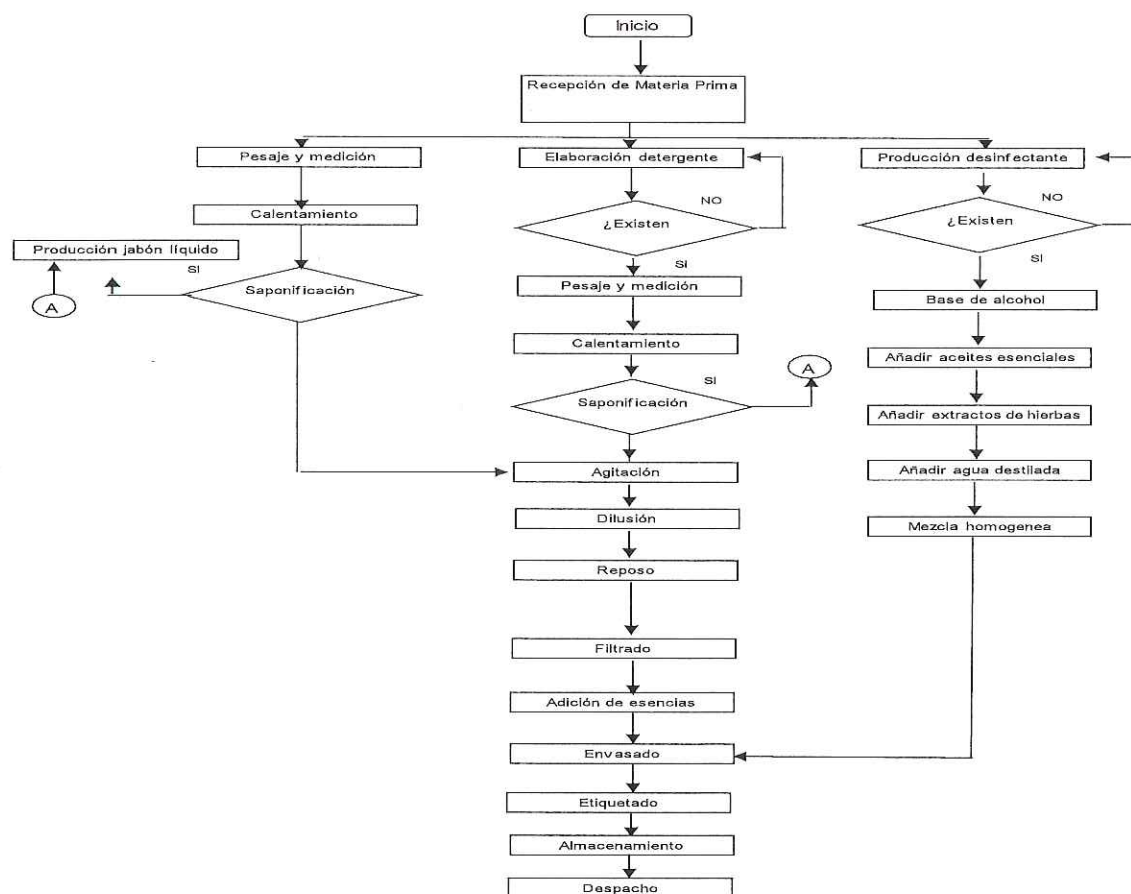 Inicio
Recepción de Materia Prima
Pesaje y medición
Elaboración detergente
Producción desinfectante
NO
NO
Calentamiento
¿Existen
¿Existen
Producción jabón líquido
SI
SI
SI
Saponificación
A
Pesaje y medición
Base de alcohol
Calentamiento
Añadir aceites esenciales
A
SI
Saponificación
Añadir extractos de hierbas
Agitación
Añadir agua destilada
Dilusión
Mezcla homogenea
Reposo
Filtrado
Adición de esencias
Envasado
Etiquetado
Almacenamiento
Despacho